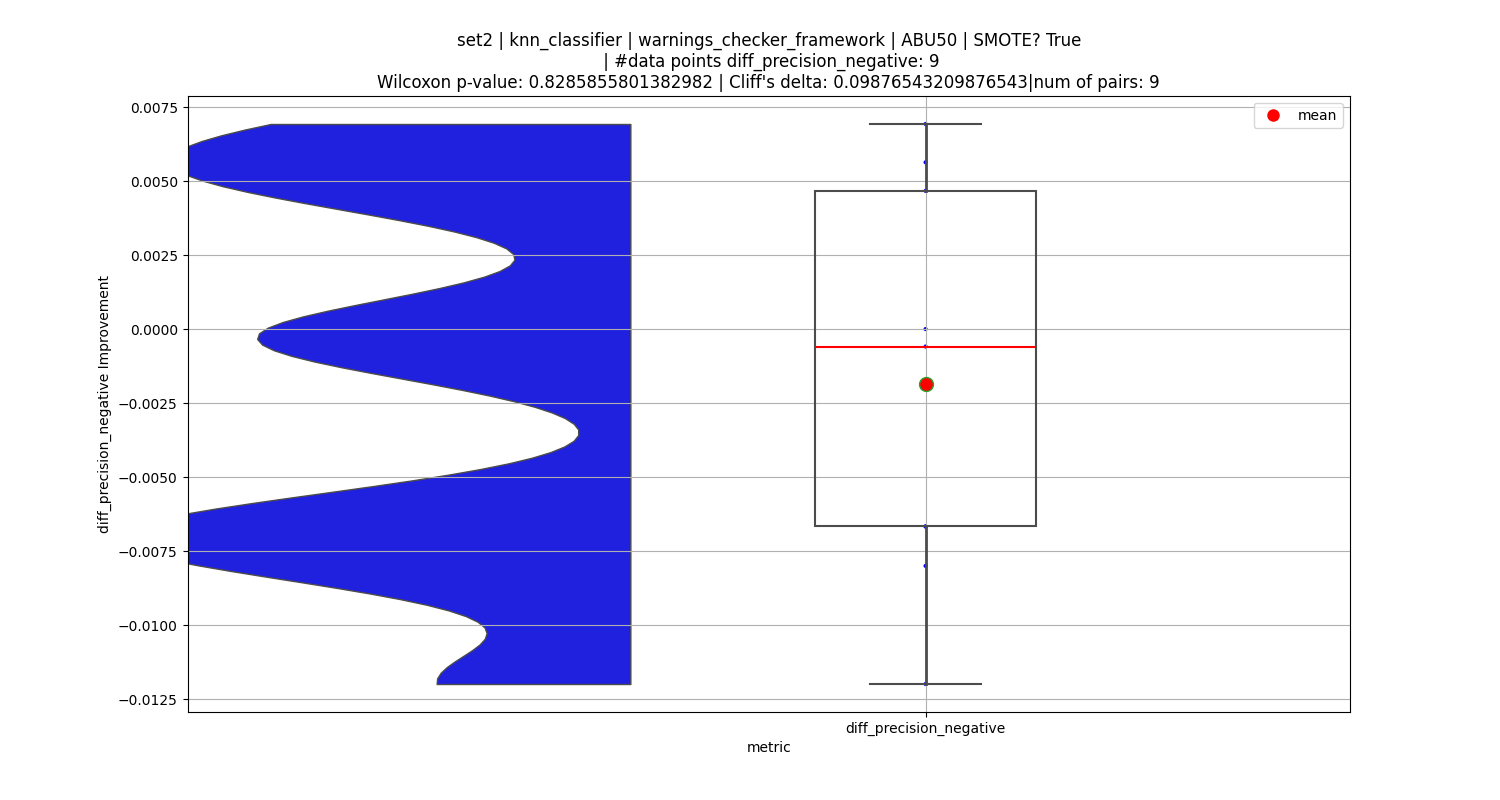 set2 | knn_classifier | warnings_checker_framework | ABU50 | SMOTE? True
| #data points diff_precision_negative: 9
Wilcoxon p-value: 0.8285855801382982 | Cliff's delta: 0.09876543209876543|num of pairs: 9
mean
0.0075
0.0050
0.0025
0.0000
−0.0025
−0.0050
−0.0075
−0.0100
−0.0125
diff_precision_negative Improvement
diff_precision_negative
metric